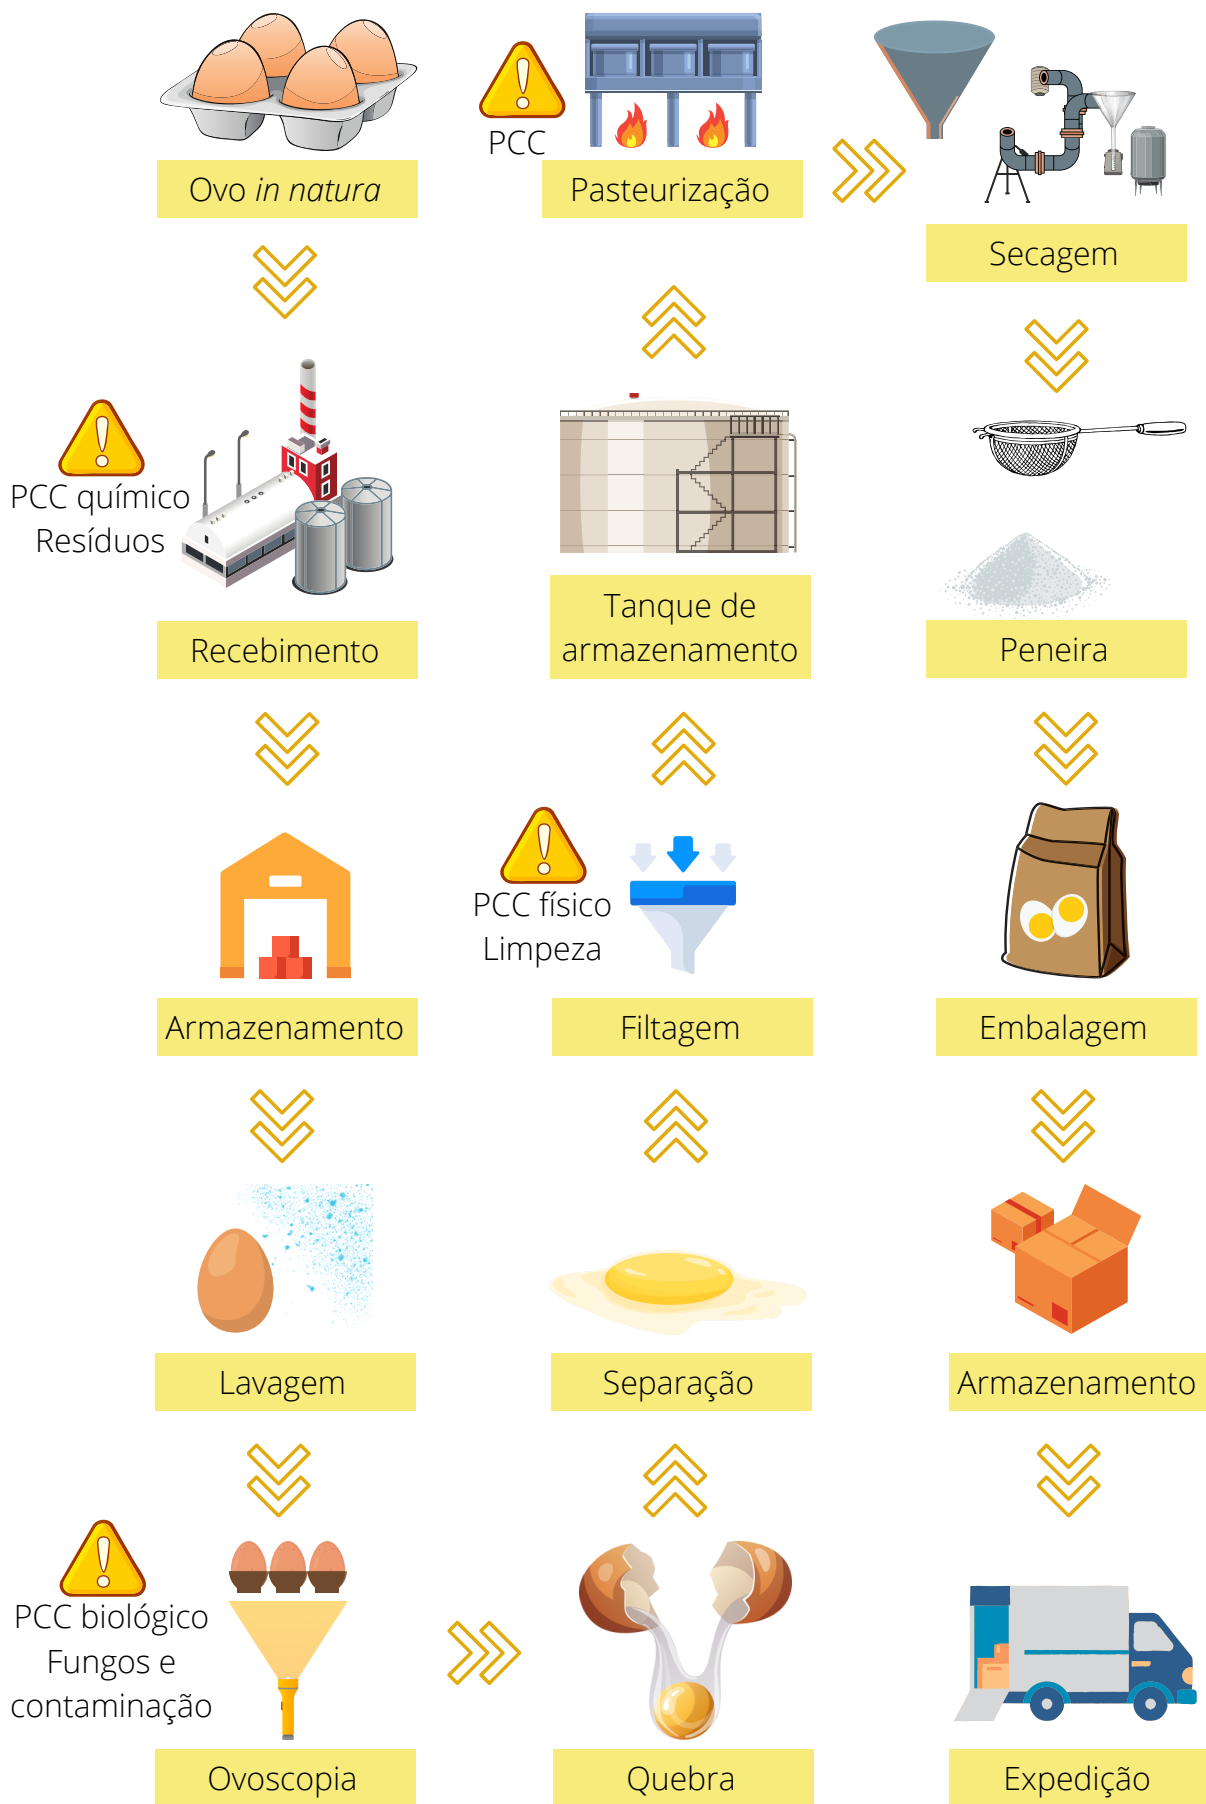 Ovo in natura
PCC químico
Resíduos
Recebimento
Armazenamento
Lavagem
PCC biológico
Fungos e
contaminação
Ovoscopia
Quebra
Separação
PCC físico
Limpeza
Filtagem
Tanque de
armazenamento
PCC
Pasteurização
Secagem
Peneira
Embalagem
Armazenamento
Expedição